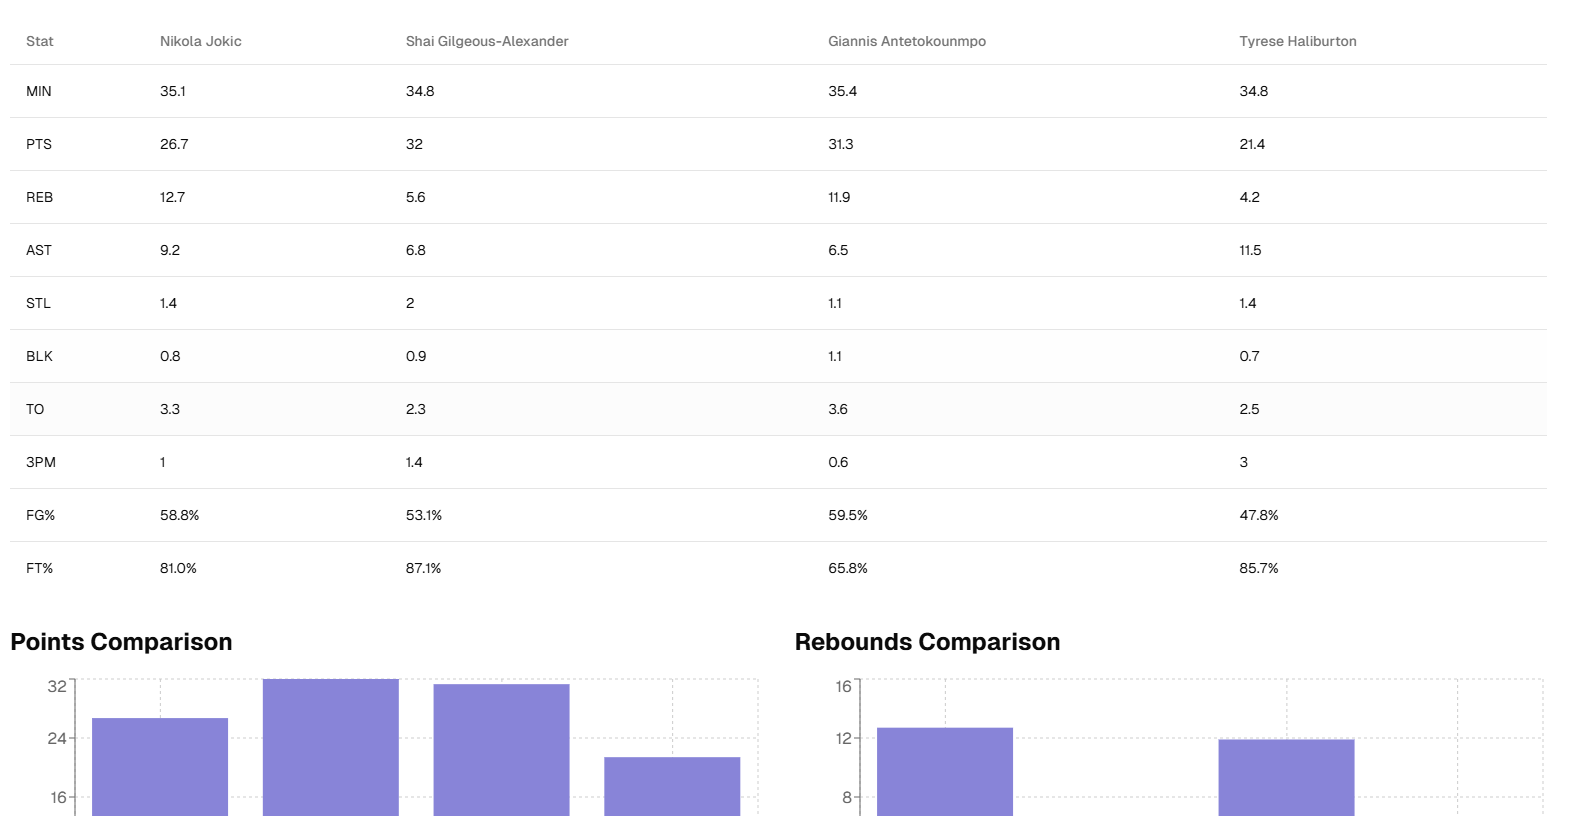 Stat Nikola Jokic Shai Gilgeous-Alexander Giannis Antetokounmpo Tyrese Haliburton
MIN 35.1 34.8 35.4 34.8
PTS 26.7 32 31.3 21.4
REB 12.7 5.6 11.9 4.2
AST 9.2 6.8 6.5 11.5
STL 1.4 2 1.1 1.4
BLK 0.8 0.9 1.1 0.7
TO 3.3 2.3 3.6 2.5
3PM 1 1.4 0.6 3
FG% 58.8% 53.1% 59.5% 47.8%
FT% 81.0% 87.1% 65.8% 85.7%
Points Comparison
32
24
16
Rebounds Comparison
16
12
8